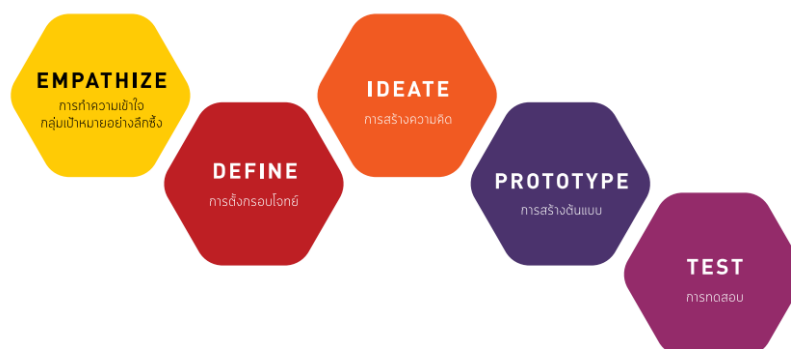 EMPATHIZE
การทำความเข้าใจ
กลุ่มเป้าหมายอย่างลึกซึ้ง
DEFINE
การตั้งกรอบโจทย์
IDEATE
การสร้างความคิด
PROTOTYPE
การสร้างต้นแบบ
TEST
การทดสอบ